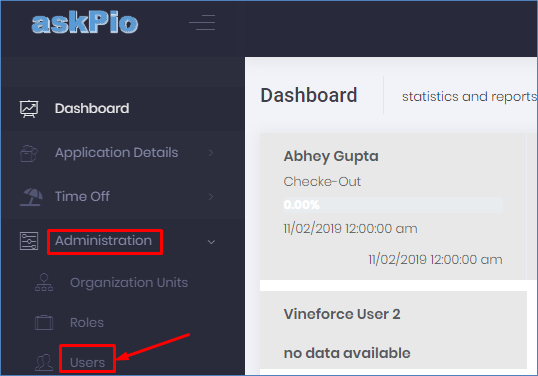 askPio
Dashboard
Application Details
Time Off
Administration
Organization Units
Roles
Users
Dashboard
statistics and reports
Abhey Gupta
Checke-Out
0.00%
11/02/2019 12:00:00 am
11/02/2019 12:00:00 am
Vineforce User 2
no data available